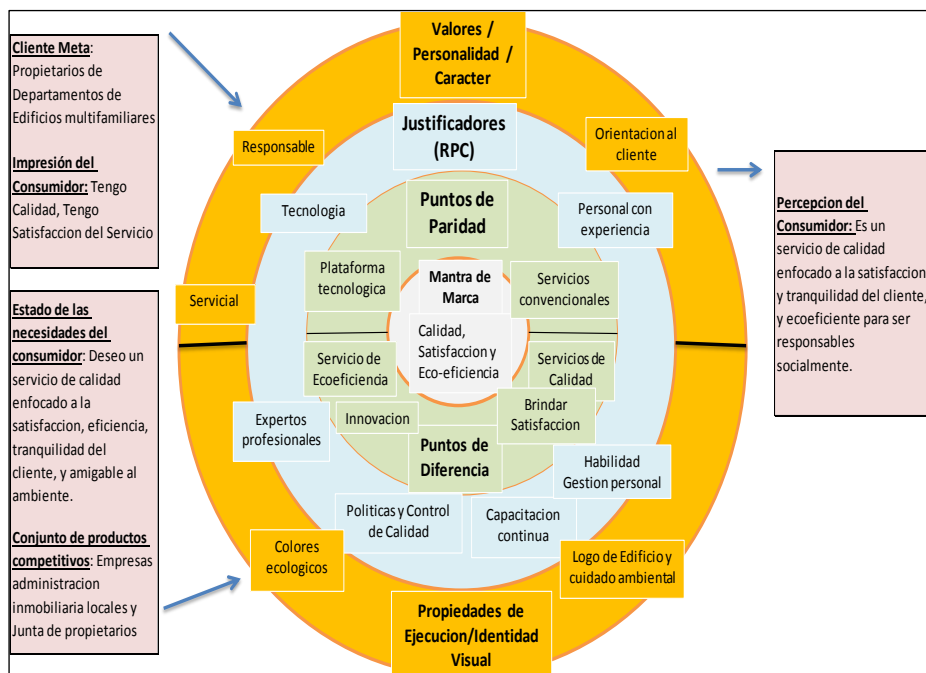 Cliente Meta:
Propietarios de
Departamentos de
Edificios multifamiliares
Impresión del
Consumidor: Tengo
Calidad, Tengo
Satisfaccion del Servicio
Estado de las
necesidades del
consumidor: Deseo un
servicio de calidad
enfocado a la
satisfaccion, eficiencia,
tranquilidad del
cliente, y amigable al
ambiente.
Conjunto de productos
competitivos: Empresas
administracion
inmobiliaria locales y
Junta de propietarios
Valores /
Personalidad /
Caracter
Responsable
Orientacion al
cliente
Servicial
Justificadores
(RPC)
Tecnologia
Personal con
experiencia
Puntos de
Paridad
Plataforma
tecnologica
Servicios
convencionales
Mantra de
Marca
Calidad,
Satisfaccion y
Eco-eficiencia
Servicio de
Ecoeficiencia
Servicios de
Calidad
Innovacion
Brindar
Satisfaccion
Puntos de
Diferencia
Expertos
profesionales
Habilidad
Gestion personal
Politicas y Control
de Calidad
Capacitacion
continua
Colores
ecologicos
Logo de Edificio y
cuidado ambiental
Propiedades de
Ejecucion/Identidad
Visual
Percepcion del
Consumidor: Es un
servicio de calidad
enfocado a la satisfaccion
y tranquilidad del cliente,
y ecoeficiente para ser
responsables
socialmente.